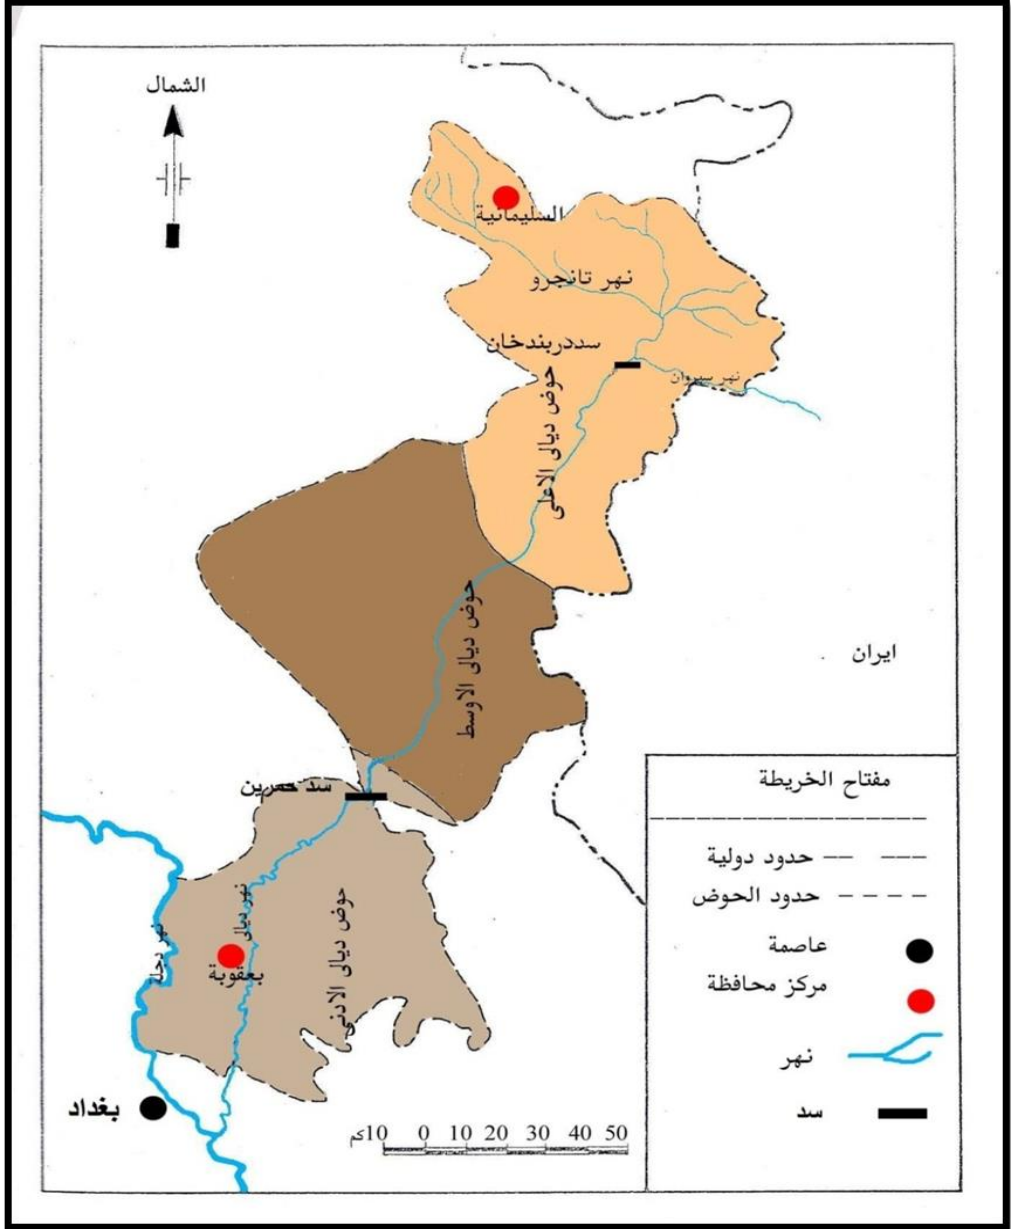 الشمال
السليمانية
نهر تانجرو
سددربندخان
نهر سيروان
حوض ديالى الاعلى
حوض ديالى الاوسط
ايران
سد حمرين
نهر ديالى
حوض ديالى الادنى
نهر دجلة
بعقوبة
بغداد
مفتاح الخريطة
حدود دولية
حدود الحوض
عاصمة
مركز محافظة
نهر
سد
10 0 10 20 30 40 50 كم